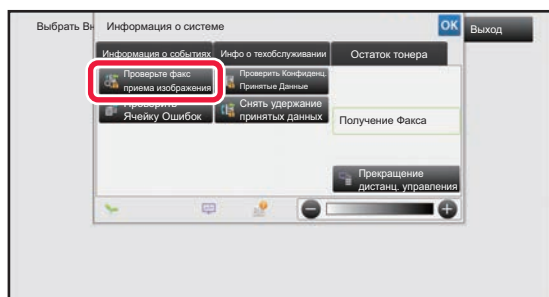 Выбрать Вн
Информация о системе
OK
Выход
Информация о событиях
Инфо о техобслуживании
Остаток тонера
Проверьте факс
приема изображения
Проверить Конфиденц.
Принятые Данные
Проверить
Ячейку Ошибок
Снять удержание
принятых данных
Получение Факса
Прекращение
дистанц. управления